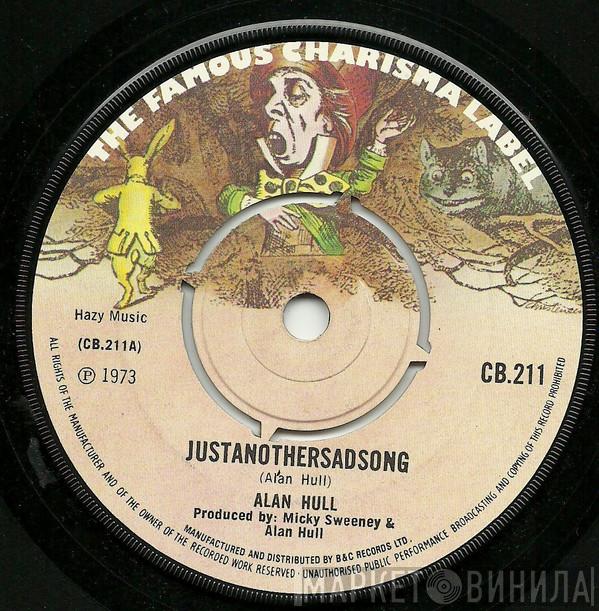 THE FAMOUS CHARISMA LABEL
Hazy Music
(CB.211A)
Ⓟ 1973
CB.211
JUSTANOTHERSADSONG
(Alan Hull)
ALAN HULL
Produced by: Micky Sweeney &
Alan Hull
MANUFACTURED AND DISTRIBUTED BY B&C RECORDS LTD.
ALL RIGHTS OF THE MANUFACTURER AND OF THE OWNER OF THE RECORDED WORK RESERVED · UNAUTHORISED PUBLIC PERFORMANCE BROADCASTING AND COPYING OF THIS RECORD PROHIBITED
МАРКЕТ ВИНИЛА